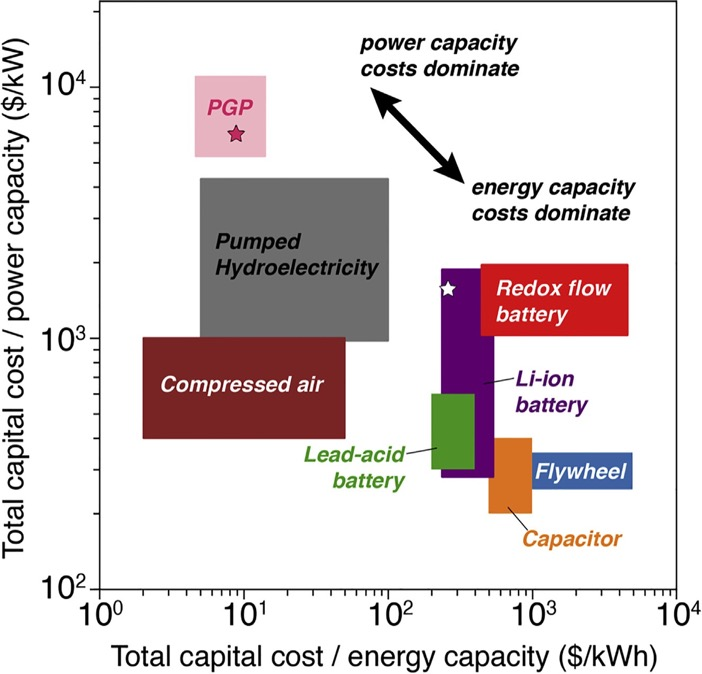 Total capital cost / power capacity ($/kW)
10⁴
10³
10²
power capacity
costs dominate
energy capacity
costs dominate
PGP
Pumped
Hydroelectricity
Compressed air
Redox flow
battery
Li-ion
battery
Lead-acid
battery
Flywheel
Capacitor
10⁰
10¹
10²
10³
10⁴
Total capital cost / energy capacity ($/kWh)